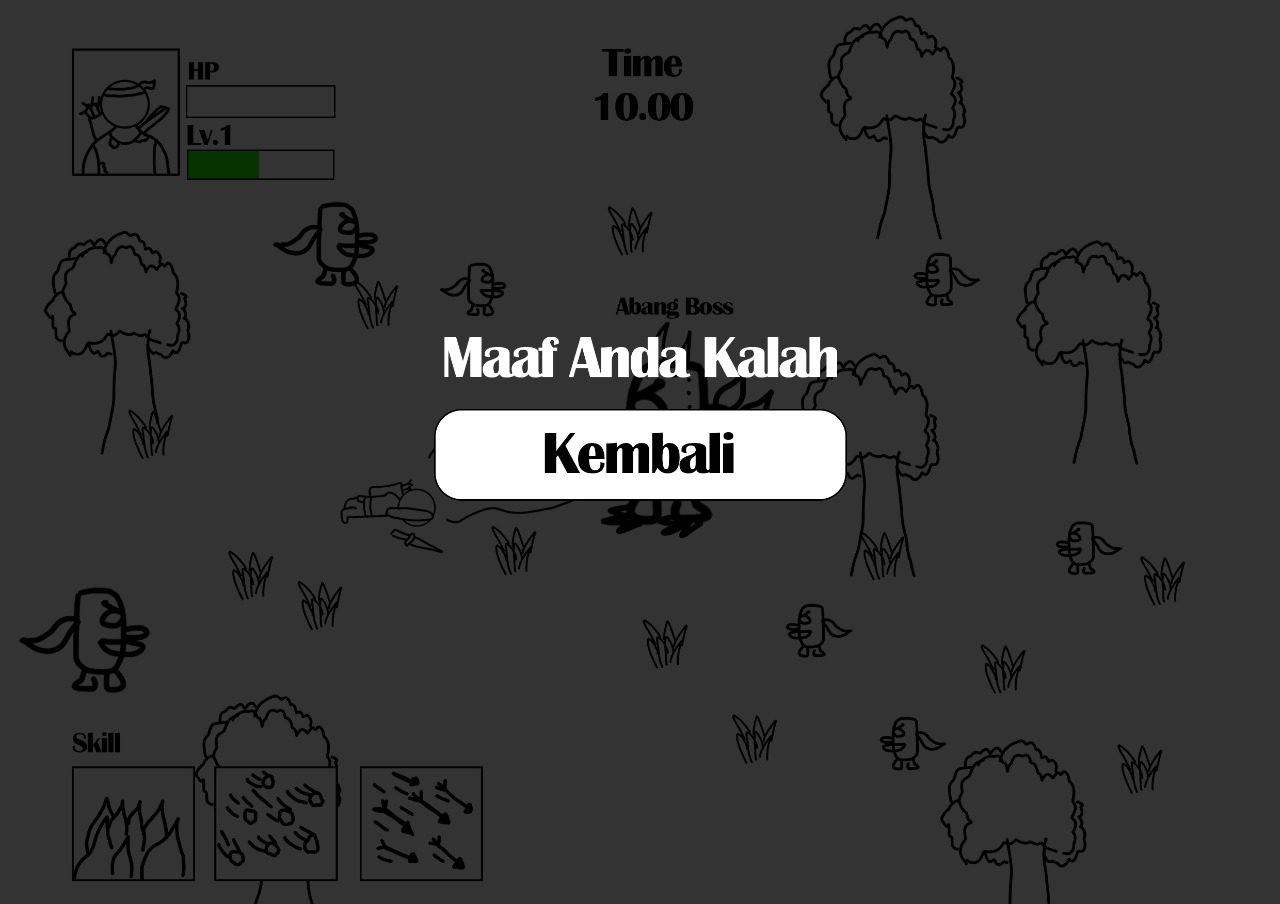 HP
Time
10.00
Lv.1
Abang Boss
Maaf Anda Kalah
Kembali
Skill